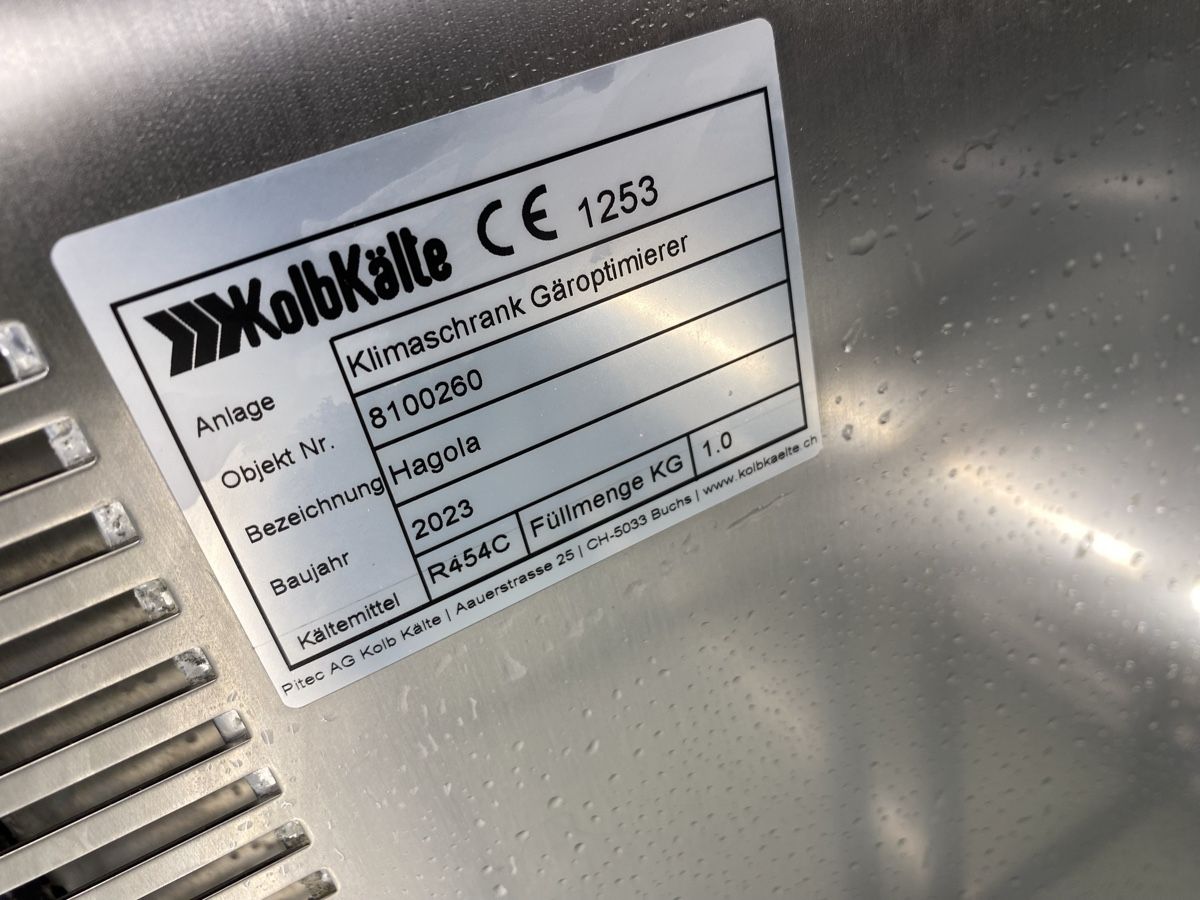 KolbKälte CE 1253
Anlage Klimaschrank Gäroptimierer
Objekt Nr. 8100260
Bezeichnung Hagola
Baujahr 2023
Kältemittel R454C Füllmenge KG 1.0
Pitec AG Kolb Kälte | Aauerstrasse 25 | CH-5033 Buchs | www.kolbkaelte.ch